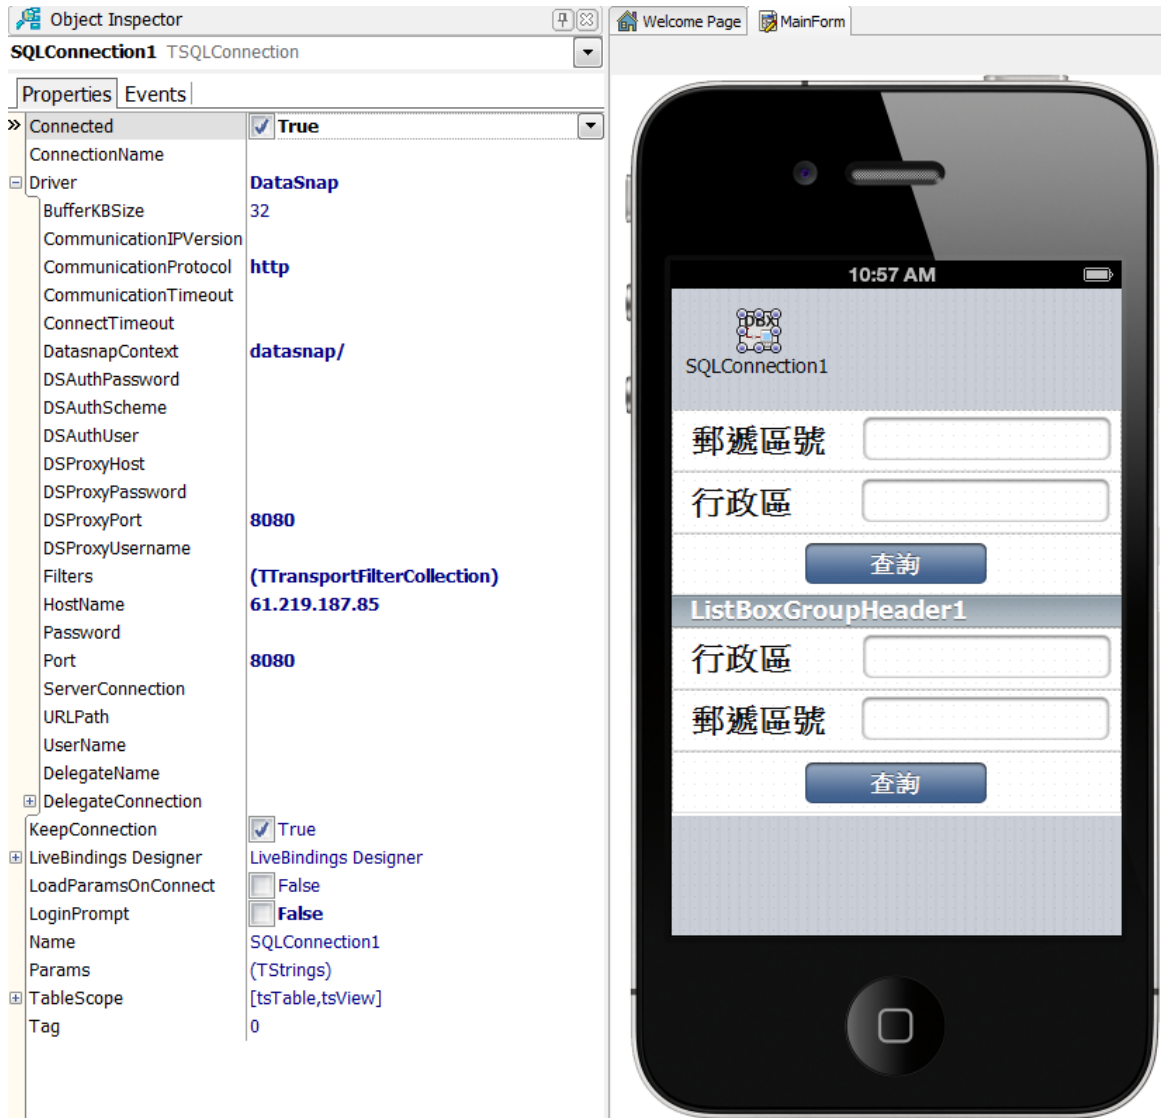 Object Inspector
SQLConnection1 TSQLConnection
Properties Events
Connected True
ConnectionName
Driver DataSnap
BufferKBSize 32
CommunicationIPVersion
CommunicationProtocol http
CommunicationTimeout
ConnectTimeout
DatasnapContext datasnap/
DSAuthPassword
DSAuthScheme
DSAuthUser
DSProxyHost
DSProxyPassword
DSProxyPort 8080
DSProxyUsername
Filters (TTransportFilterCollection)
HostName 61.219.187.85
Password
Port 8080
ServerConnection
URLPath
UserName
DelegateName
DelegateConnection
KeepConnection True
LiveBindings Designer LiveBindings Designer
LoadParamsOnConnect False
LoginPrompt False
Name SQLConnection1
Params (TStrings)
TableScope [tsTable,tsView]
Tag 0
Welcome Page MainForm
10:57 AM
DBX
SQLConnection1
郵遞區號
行政區
查詢
ListBoxGroupHeader1
行政區
郵遞區號
查詢